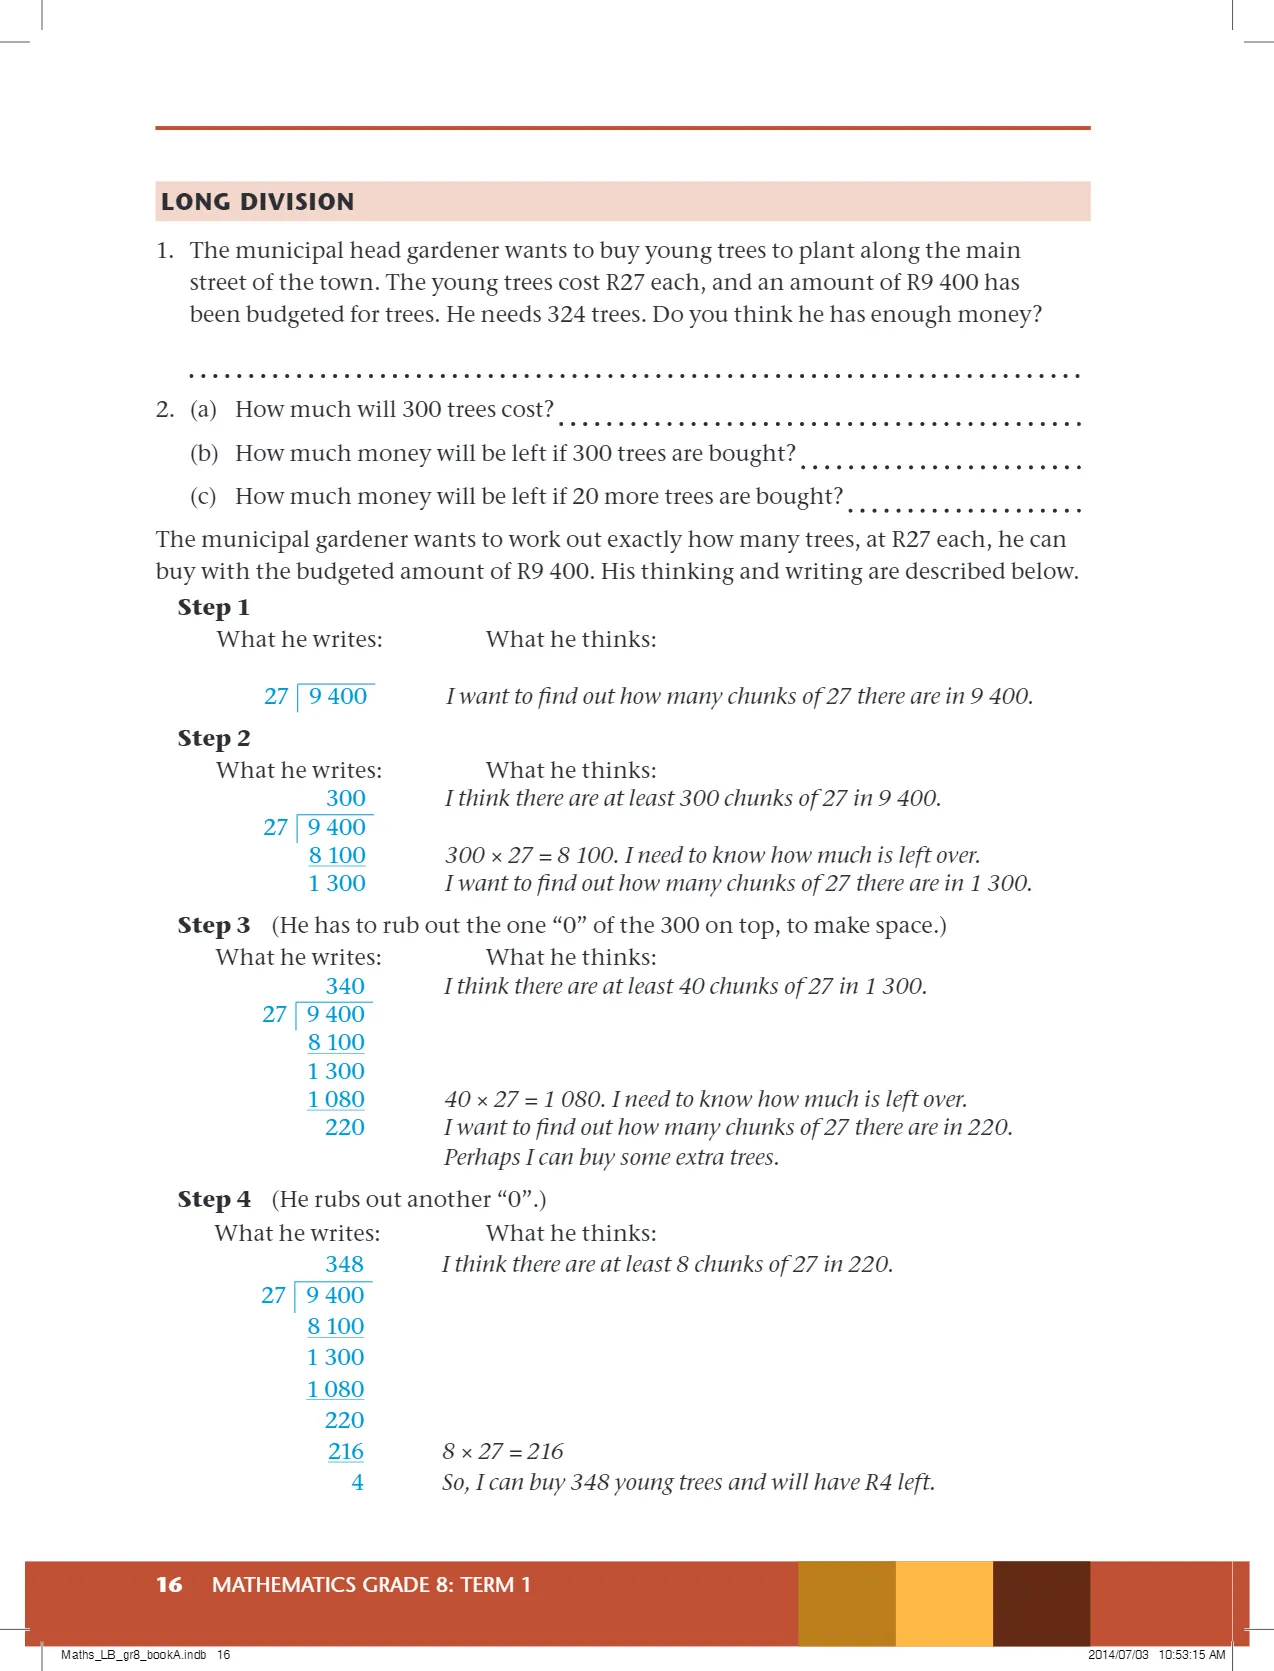 LONG DIVISION
1. The municipal head gardener wants to buy young trees to plant along the main
street of the town. The young trees cost R27 each, and an amount of R9 400 has
been budgeted for trees. He needs 324 trees. Do you think he has enough money?
2. (a) How much will 300 trees cost?
(b) How much money will be left if 300 trees are bought?
(c) How much money will be left if 20 more trees are bought?
The municipal gardener wants to work out exactly how many trees, at R27 each, he can
buy with the budgeted amount of R9 400. His thinking and writing are described below.
Step 1
What he writes: What he thinks:
27 9 400 I want to find out how many chunks of 27 there are in 9 400.
Step 2
What he writes: What he thinks:
300 I think there are at least 300 chunks of 27 in 9 400.
27 9 400
8 100 300 × 27 = 8 100. I need to know how much is left over.
1 300 I want to find out how many chunks of 27 there are in 1 300.
Step 3 (He has to rub out the one “0” of the 300 on top, to make space.)
What he writes: What he thinks:
340 I think there are at least 40 chunks of 27 in 1 300.
27 9 400
8 100
1 300
1 080 40 × 27 = 1 080. I need to know how much is left over.
220 I want to find out how many chunks of 27 there are in 220.
Perhaps I can buy some extra trees.
Step 4 (He rubs out another “0”.)
What he writes: What he thinks:
348 I think there are at least 8 chunks of 27 in 220.
27 9 400
8 100
1 300
1 080
220
216 8 × 27 = 216
4 So, I can buy 348 young trees and will have R4 left.
16 MATHEMATICS GRADE 8: TERM 1
Maths_LB_gr8_bookA.indb 16 2014/07/03 10:53:15 AM